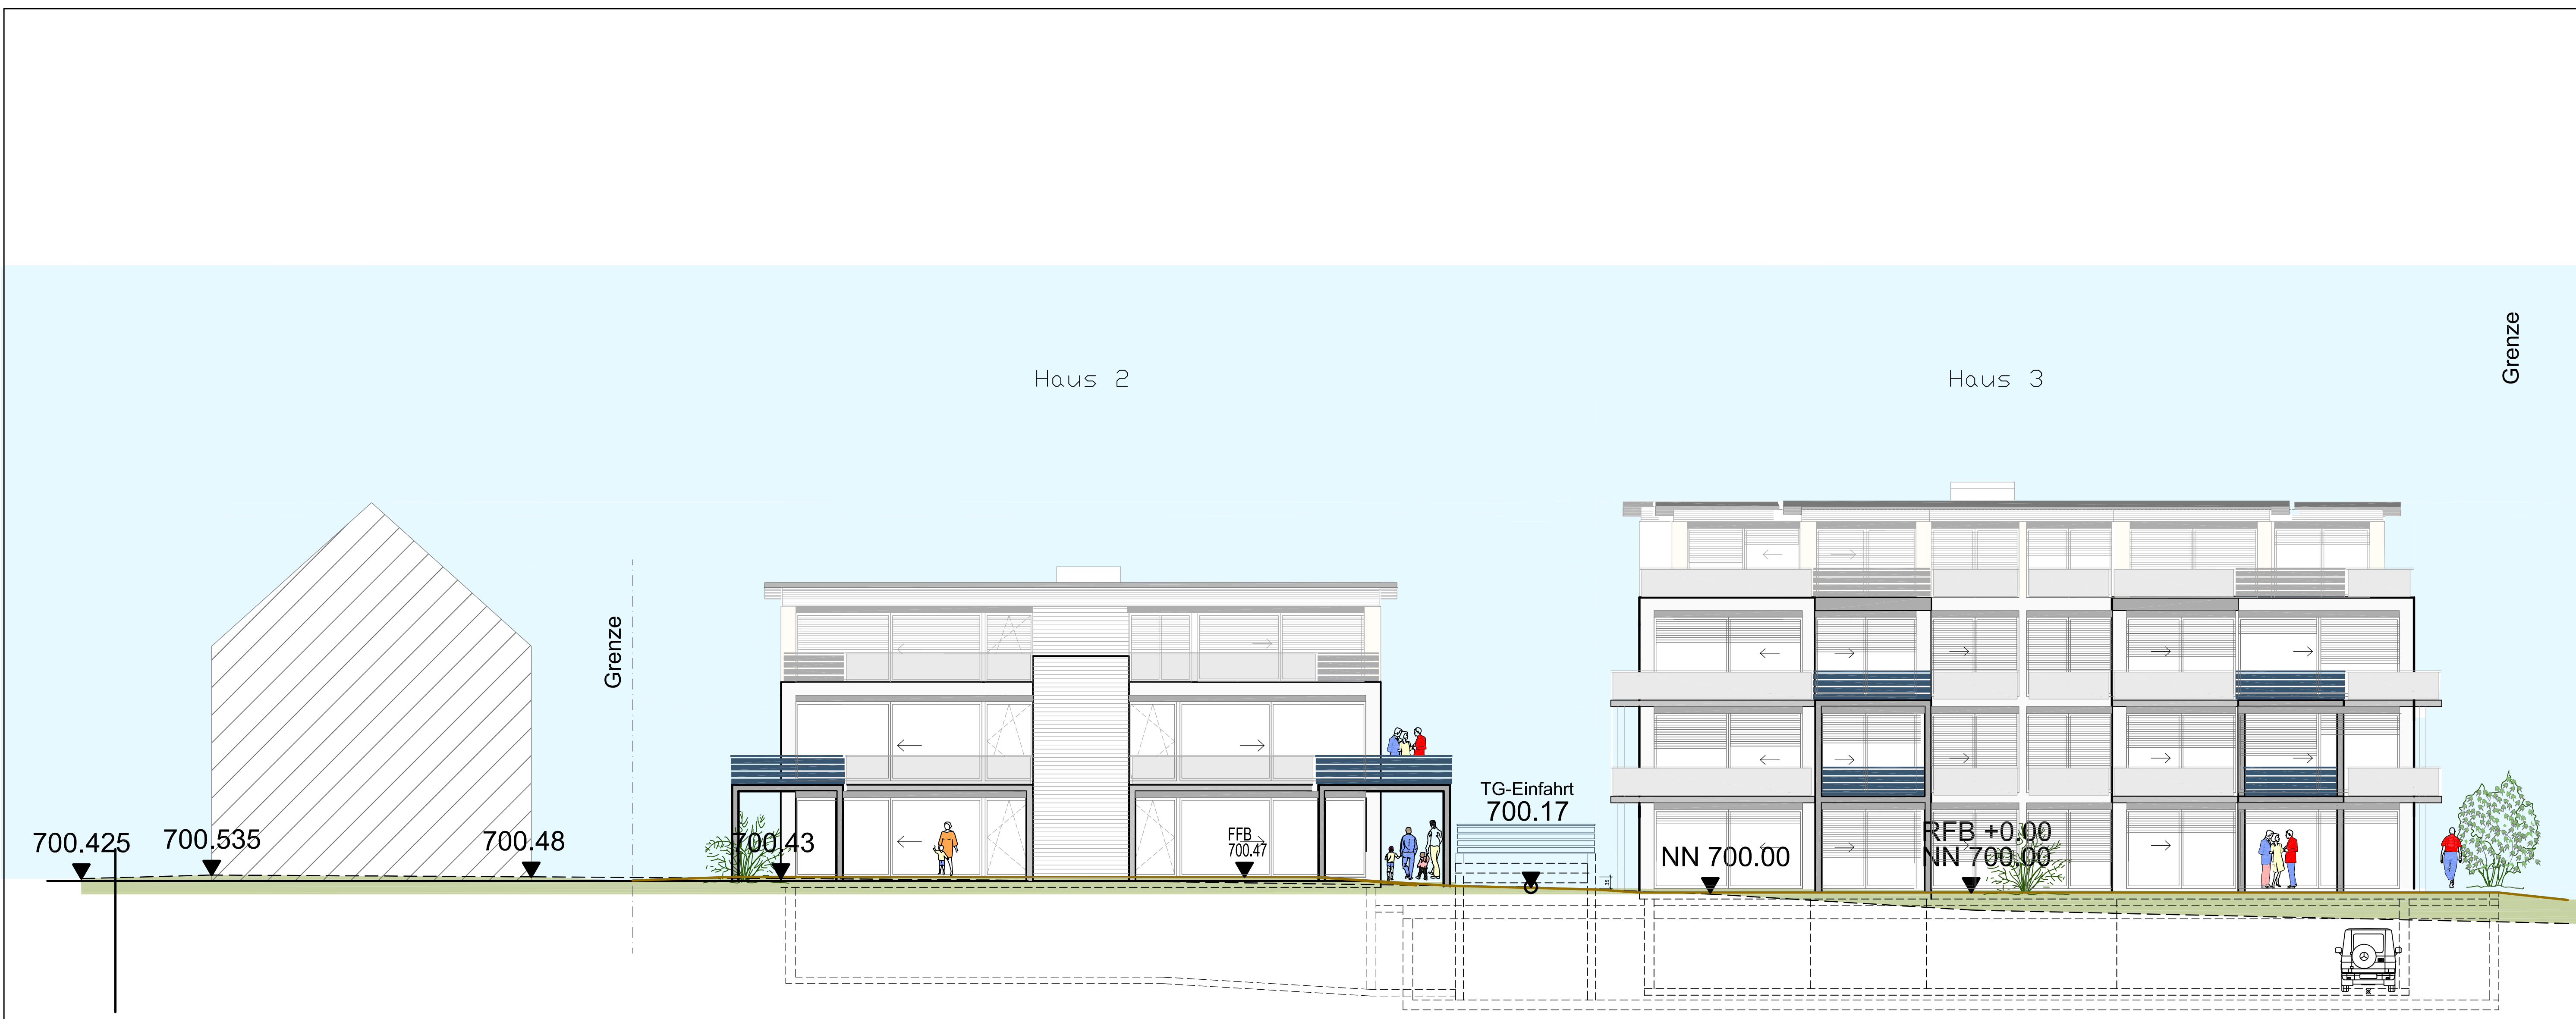 Grenze
Haus 2
Haus 3
Grenze
TG-Einfahrt
700.17
700.425
700.535
700.48
700.43
FFB
700.47
NN 700.00
RFB +0.00
NN 700.00